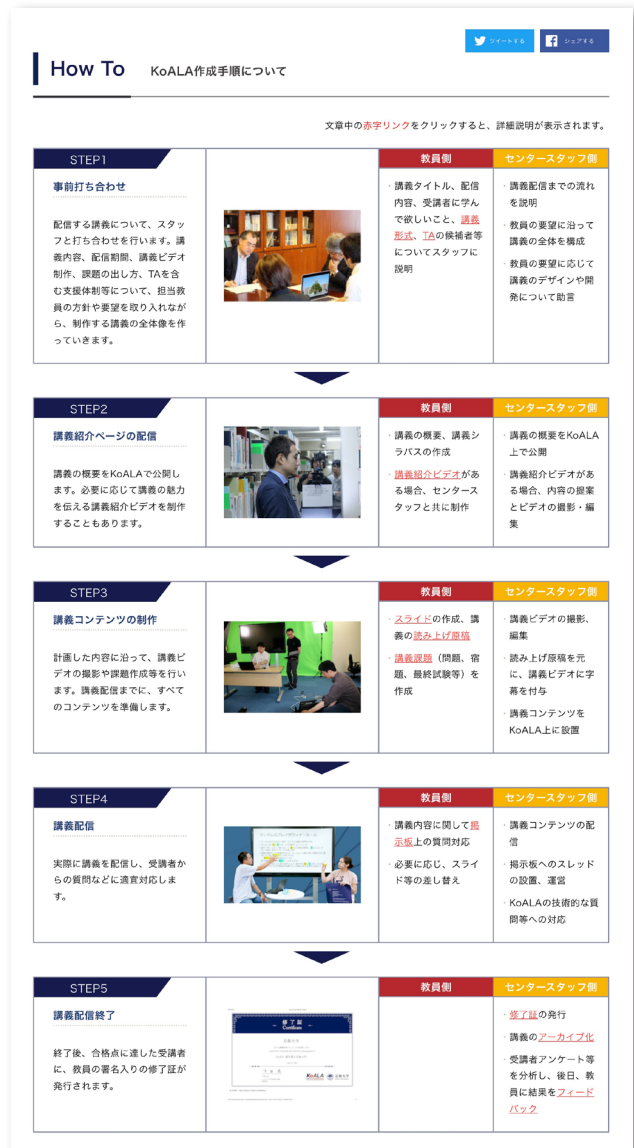 ツイートする
シェアする
How To KoALA作成手順について
文章中の赤字リンクをクリックすると、詳細説明が表示されます。
STEP1
事前打ち合わせ
配信する講義について、スタッ
フと打ち合わせを行います。講
義内容、配信期間、講義ビデオ
制作、課題の出し方、TAを含
む支援体制等について、担当教
員の方針や要望を取り入れなが
ら、制作する講義の全体像を作
っていきます。
教員側
· 講義タイトル、配信
内容、受講者に学ん
で欲しいこと、講義
形式、TAの候補者等
についてスタッフに
説明
センタースタッフ側
· 講義配信までの流れ
を説明
· 教員の要望に沿って
講義の全体を構成
· 教員の要望に応じて
講義のデザインや開
発について助言
STEP2
講義紹介ページの配信
講義の概要をKoALAで公開し
ます。必要に応じて講義の魅力
を伝える講義紹介ビデオを制作
することもあります。
教員側
· 講義の概要、講義シ
ラバスの作成
· 講義紹介ビデオがあ
る場合、センタース
タッフと共に制作
センタースタッフ側
· 講義の概要をKoALA
上で公開
· 講義紹介ビデオがあ
る場合、内容の提案
とビデオの撮影・編
集
STEP3
講義コンテンツの制作
計画した内容に沿って、講義ビ
デオの撮影や課題作成等を行い
ます。講義配信までに、すべて
のコンテンツを準備します。
教員側
· スライドの作成、講
義の読み上げ原稿
· 講義課題（問題、宿
題、最終試験等）を
作成
センタースタッフ側
· 講義ビデオの撮影、
編集
· 読み上げ原稿を元
に、講義ビデオに字
幕を付与
· 講義コンテンツを
KoALA上に設置
STEP4
講義配信
実際に講義を配信し、受講者か
らの質問などに適宜対応しま
す。
教員側
· 講義内容に関して掲
示板上の質問対応
· 必要に応じ、スライ
ド等の差し替え
センタースタッフ側
· 講義コンテンツの配
信
· 掲示板へのスレッド
の設置、運営
· KoALAの技術的な質
問等への対応
STEP5
講義配信終了
終了後、合格点に達した受講者
に、教員の署名入りの修了証が
発行されます。
修了証
Certificate
京都大学
KoALA 京都大学
教員側
センタースタッフ側
· 修了証の発行
· 講義のアーカイブ化
· 受講者アンケート等
を分析し、後日、教
員に結果をフィード
バック